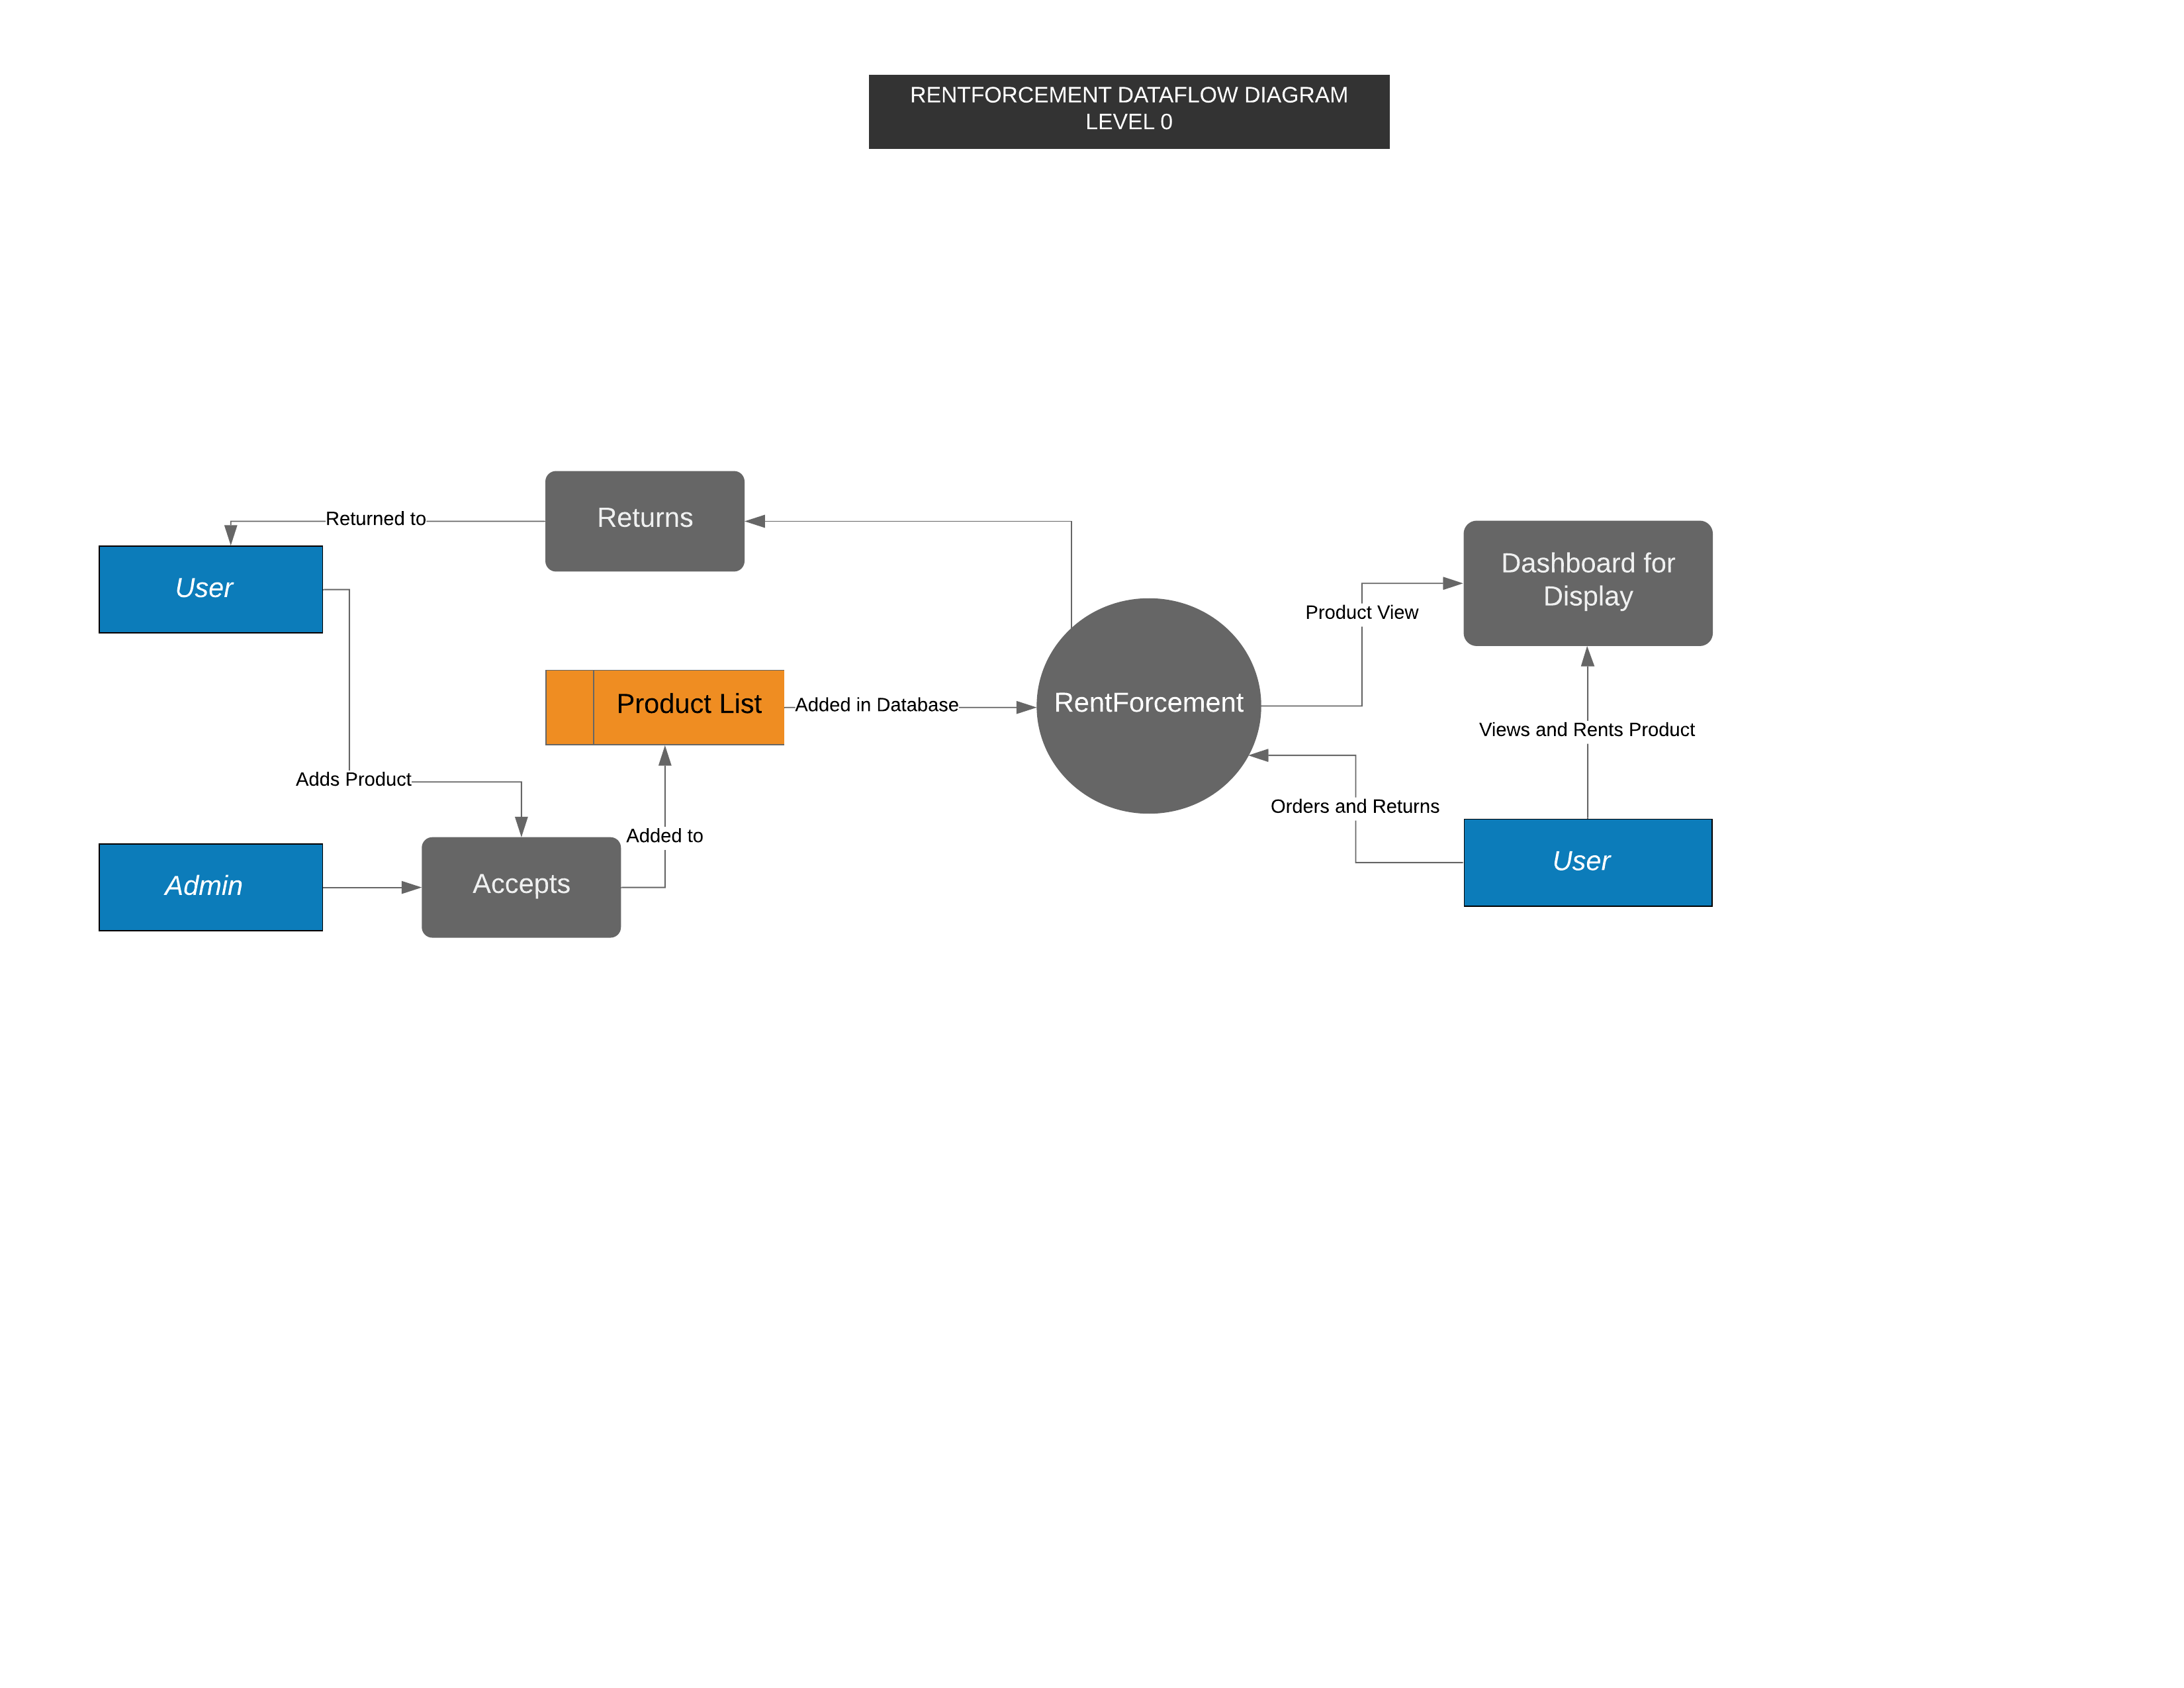 RENTFORCEMENT DATAFLOW DIAGRAM
LEVEL 0
Returns
Returned to
User
Dashboard for
Display
Product View
Product List
Added in Database
RentForcement
Views and Rents Product
Adds Product
Added to
Orders and Returns
Admin
Accepts
User